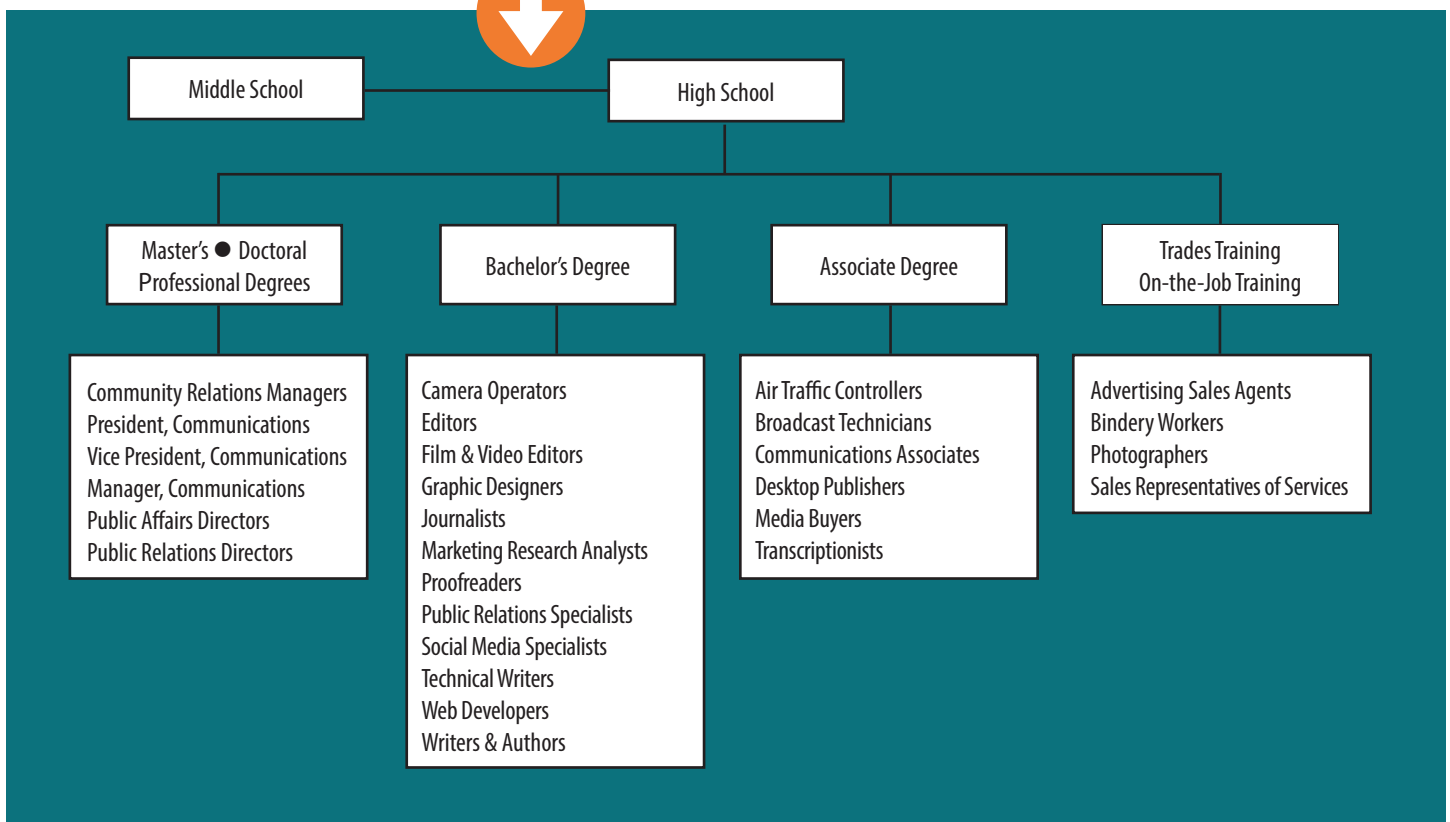 Middle School
High School
Master's ● Doctoral
Professional Degrees
Bachelor's Degree
Associate Degree
Trades Training
On-the-Job Training
Community Relations Managers
President, Communications
Vice President, Communications
Manager, Communications
Public Affairs Directors
Public Relations Directors
Camera Operators
Editors
Film & Video Editors
Graphic Designers
Journalists
Marketing Research Analysts
Proofreaders
Public Relations Specialists
Social Media Specialists
Technical Writers
Web Developers
Writers & Authors
Air Traffic Controllers
Broadcast Technicians
Communications Associates
Desktop Publishers
Media Buyers
Transcriptionists
Advertising Sales Agents
Bindery Workers
Photographers
Sales Representatives of Services